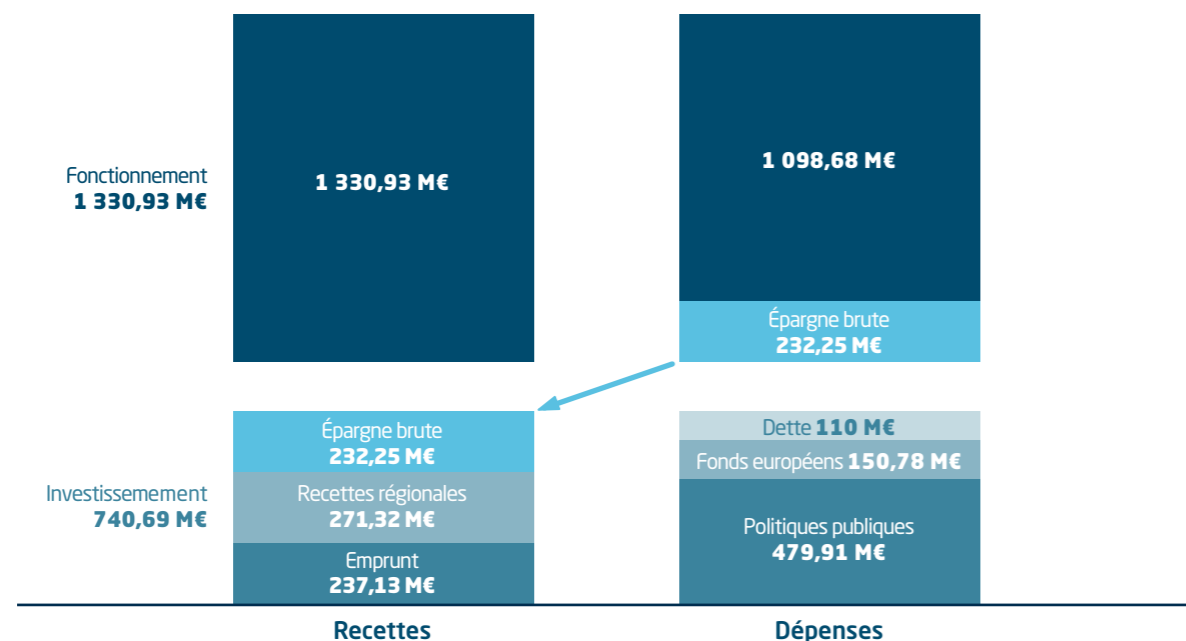 Fonctionnement
1 330,93 M€
1 330,93 M€
1 098,68 M€
Épargne brute
232,25 M€
Investissemement
740,69 M€
Épargne brute
232,25 M€
Recettes régionales
271,32 M€
Emprunt
237,13 M€
Dette 110 M€
Fonds européens 150,78 M€
Politiques publiques
479,91 M€
Recettes
Dépenses